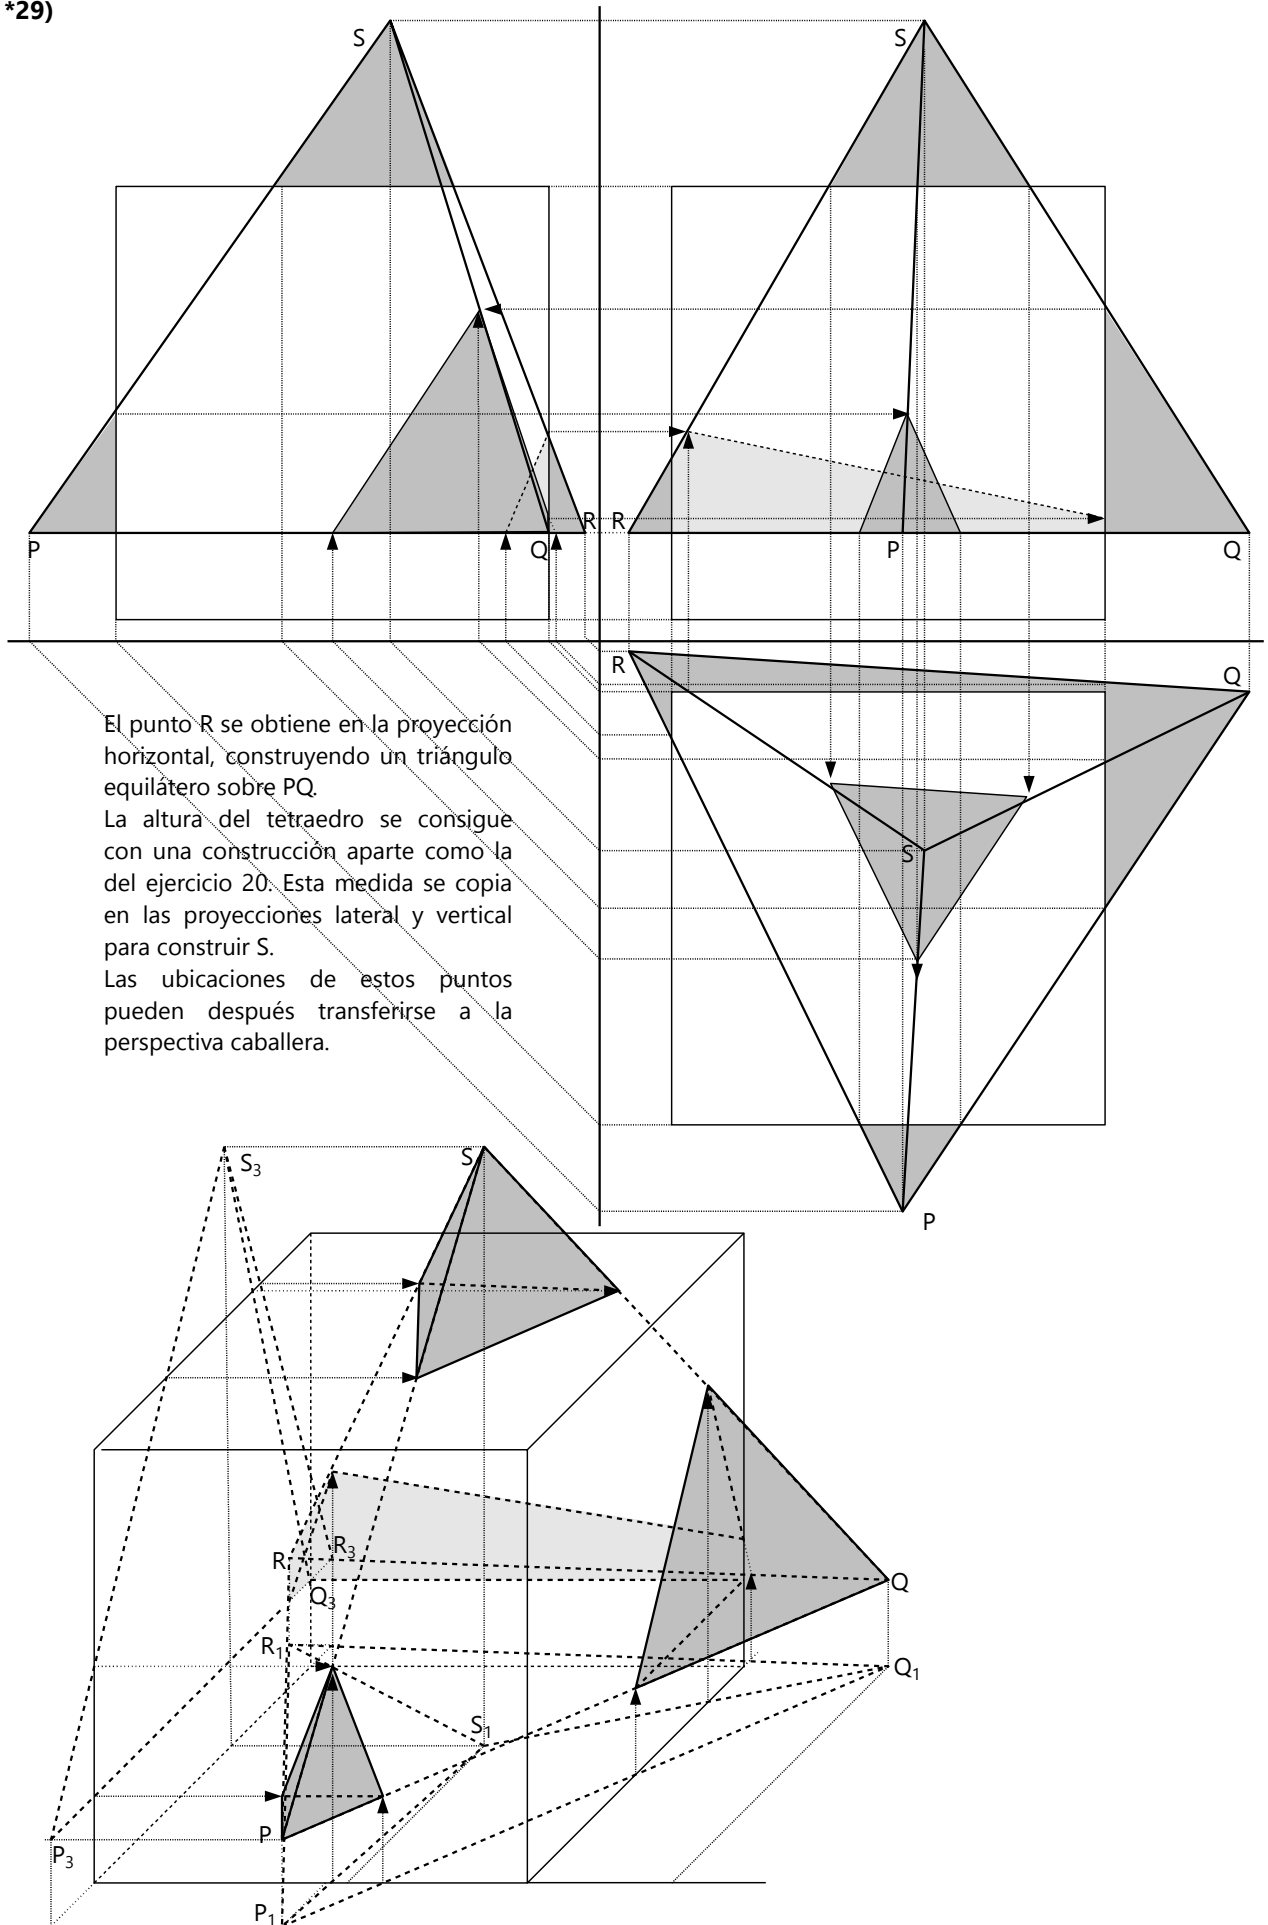 *29)
S
S
P
Q
R
R
P
Q
R
Q
S
P
El punto R se obtiene en la proyección
horizontal, construyendo un triángulo
equilátero sobre PQ.
La altura del tetraedro se consigue
con una construcción aparte como la
del ejercicio 20. Esta medida se copia
en las proyecciones lateral y vertical
para construir S.
Las ubicaciones de estos puntos
pueden después transferirse a la
perspectiva caballera.
S₃
S
R
R₃
Q₃
Q
R₁
Q₁
S₁
P
P₃
P₁